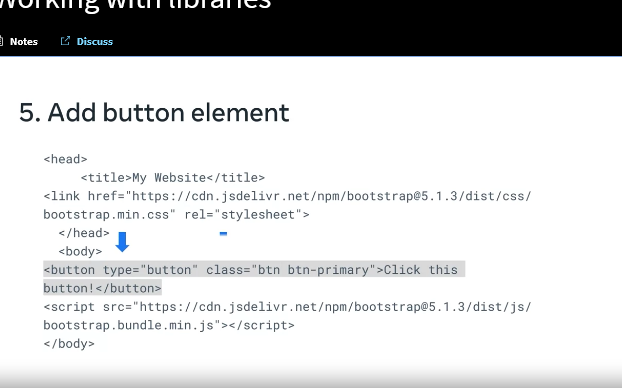 Working with libraries
Notes
Discuss
5. Add button element
<head>
<title>My Website</title>
<link href="https://cdn.jsdelivr.net/npm/bootstrap@5.1.3/dist/css/
bootstrap.min.css" rel="stylesheet">
</head>
<body>
<button type="button" class="btn btn-primary">Click this
button!</button>
<script src="https://cdn.jsdelivr.net/npm/bootstrap@5.1.3/dist/js/
bootstrap.bundle.min.js"></script>
</body>